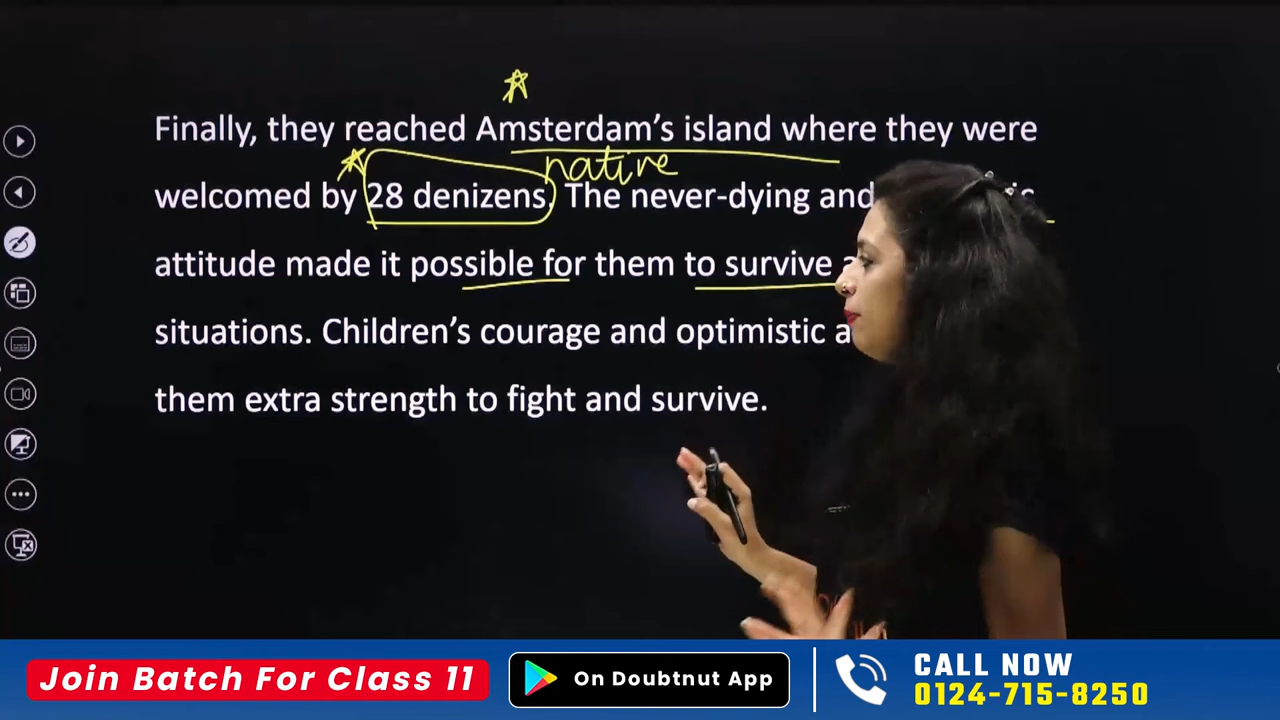 Finally, they reached Amsterdam's island where they were
native
welcomed by 28 denizens. The never-dying and
attitude made it possible for them to survive
situations. Children's courage and optimistic
them extra strength to fight and survive.
Join Batch For Class 11
On Doubtnut App
CALL NOW
0124-715-8250